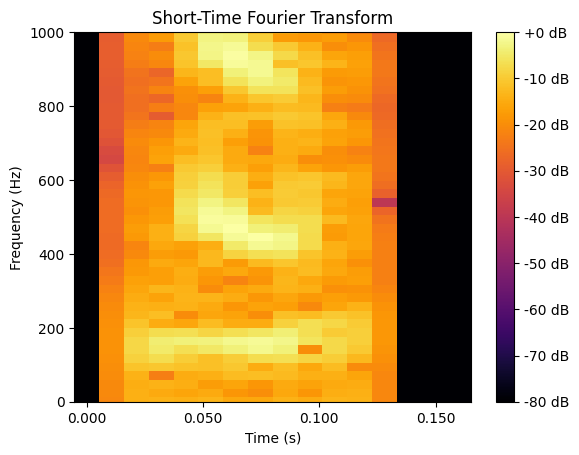 Short-Time Fourier Transform
Frequency (Hz)
1000
800
600
400
200
0
0.000 0.050 0.100 0.150
Time (s)
+0 dB
-10 dB
-20 dB
-30 dB
-40 dB
-50 dB
-60 dB
-70 dB
-80 dB